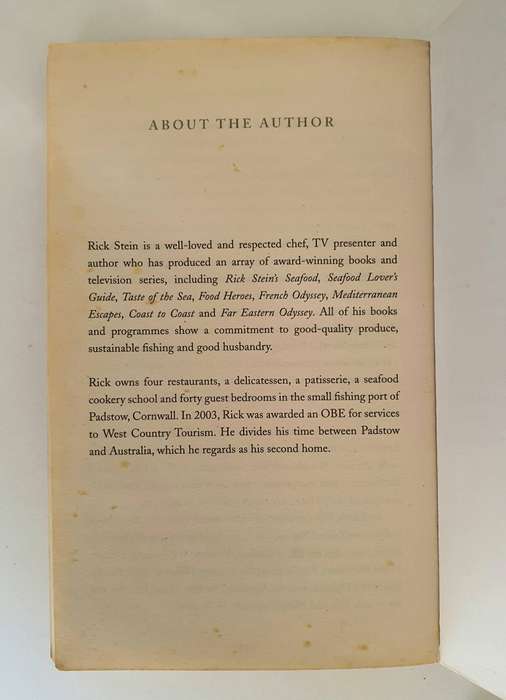 ABOUT THE AUTHOR
Rick Stein is a well-loved and respected chef, TV presenter and
author who has produced an array of award-winning books and
television series, including Rick Stein's Seafood, Seafood Lover's
Guide, Taste of the Sea, Food Heroes, French Odyssey, Mediterranean
Escapes, Coast to Coast and Far Eastern Odyssey. All of his books
and programmes show a commitment to good-quality produce,
sustainable fishing and good husbandry.
Rick owns four restaurants, a delicatessen, a patisserie, a seafood
cookery school and forty guest bedrooms in the small fishing port of
Padstow, Cornwall. In 2003, Rick was awarded an OBE for services
to West Country Tourism. He divides his time between Padstow
and Australia, which he regards as his second home.